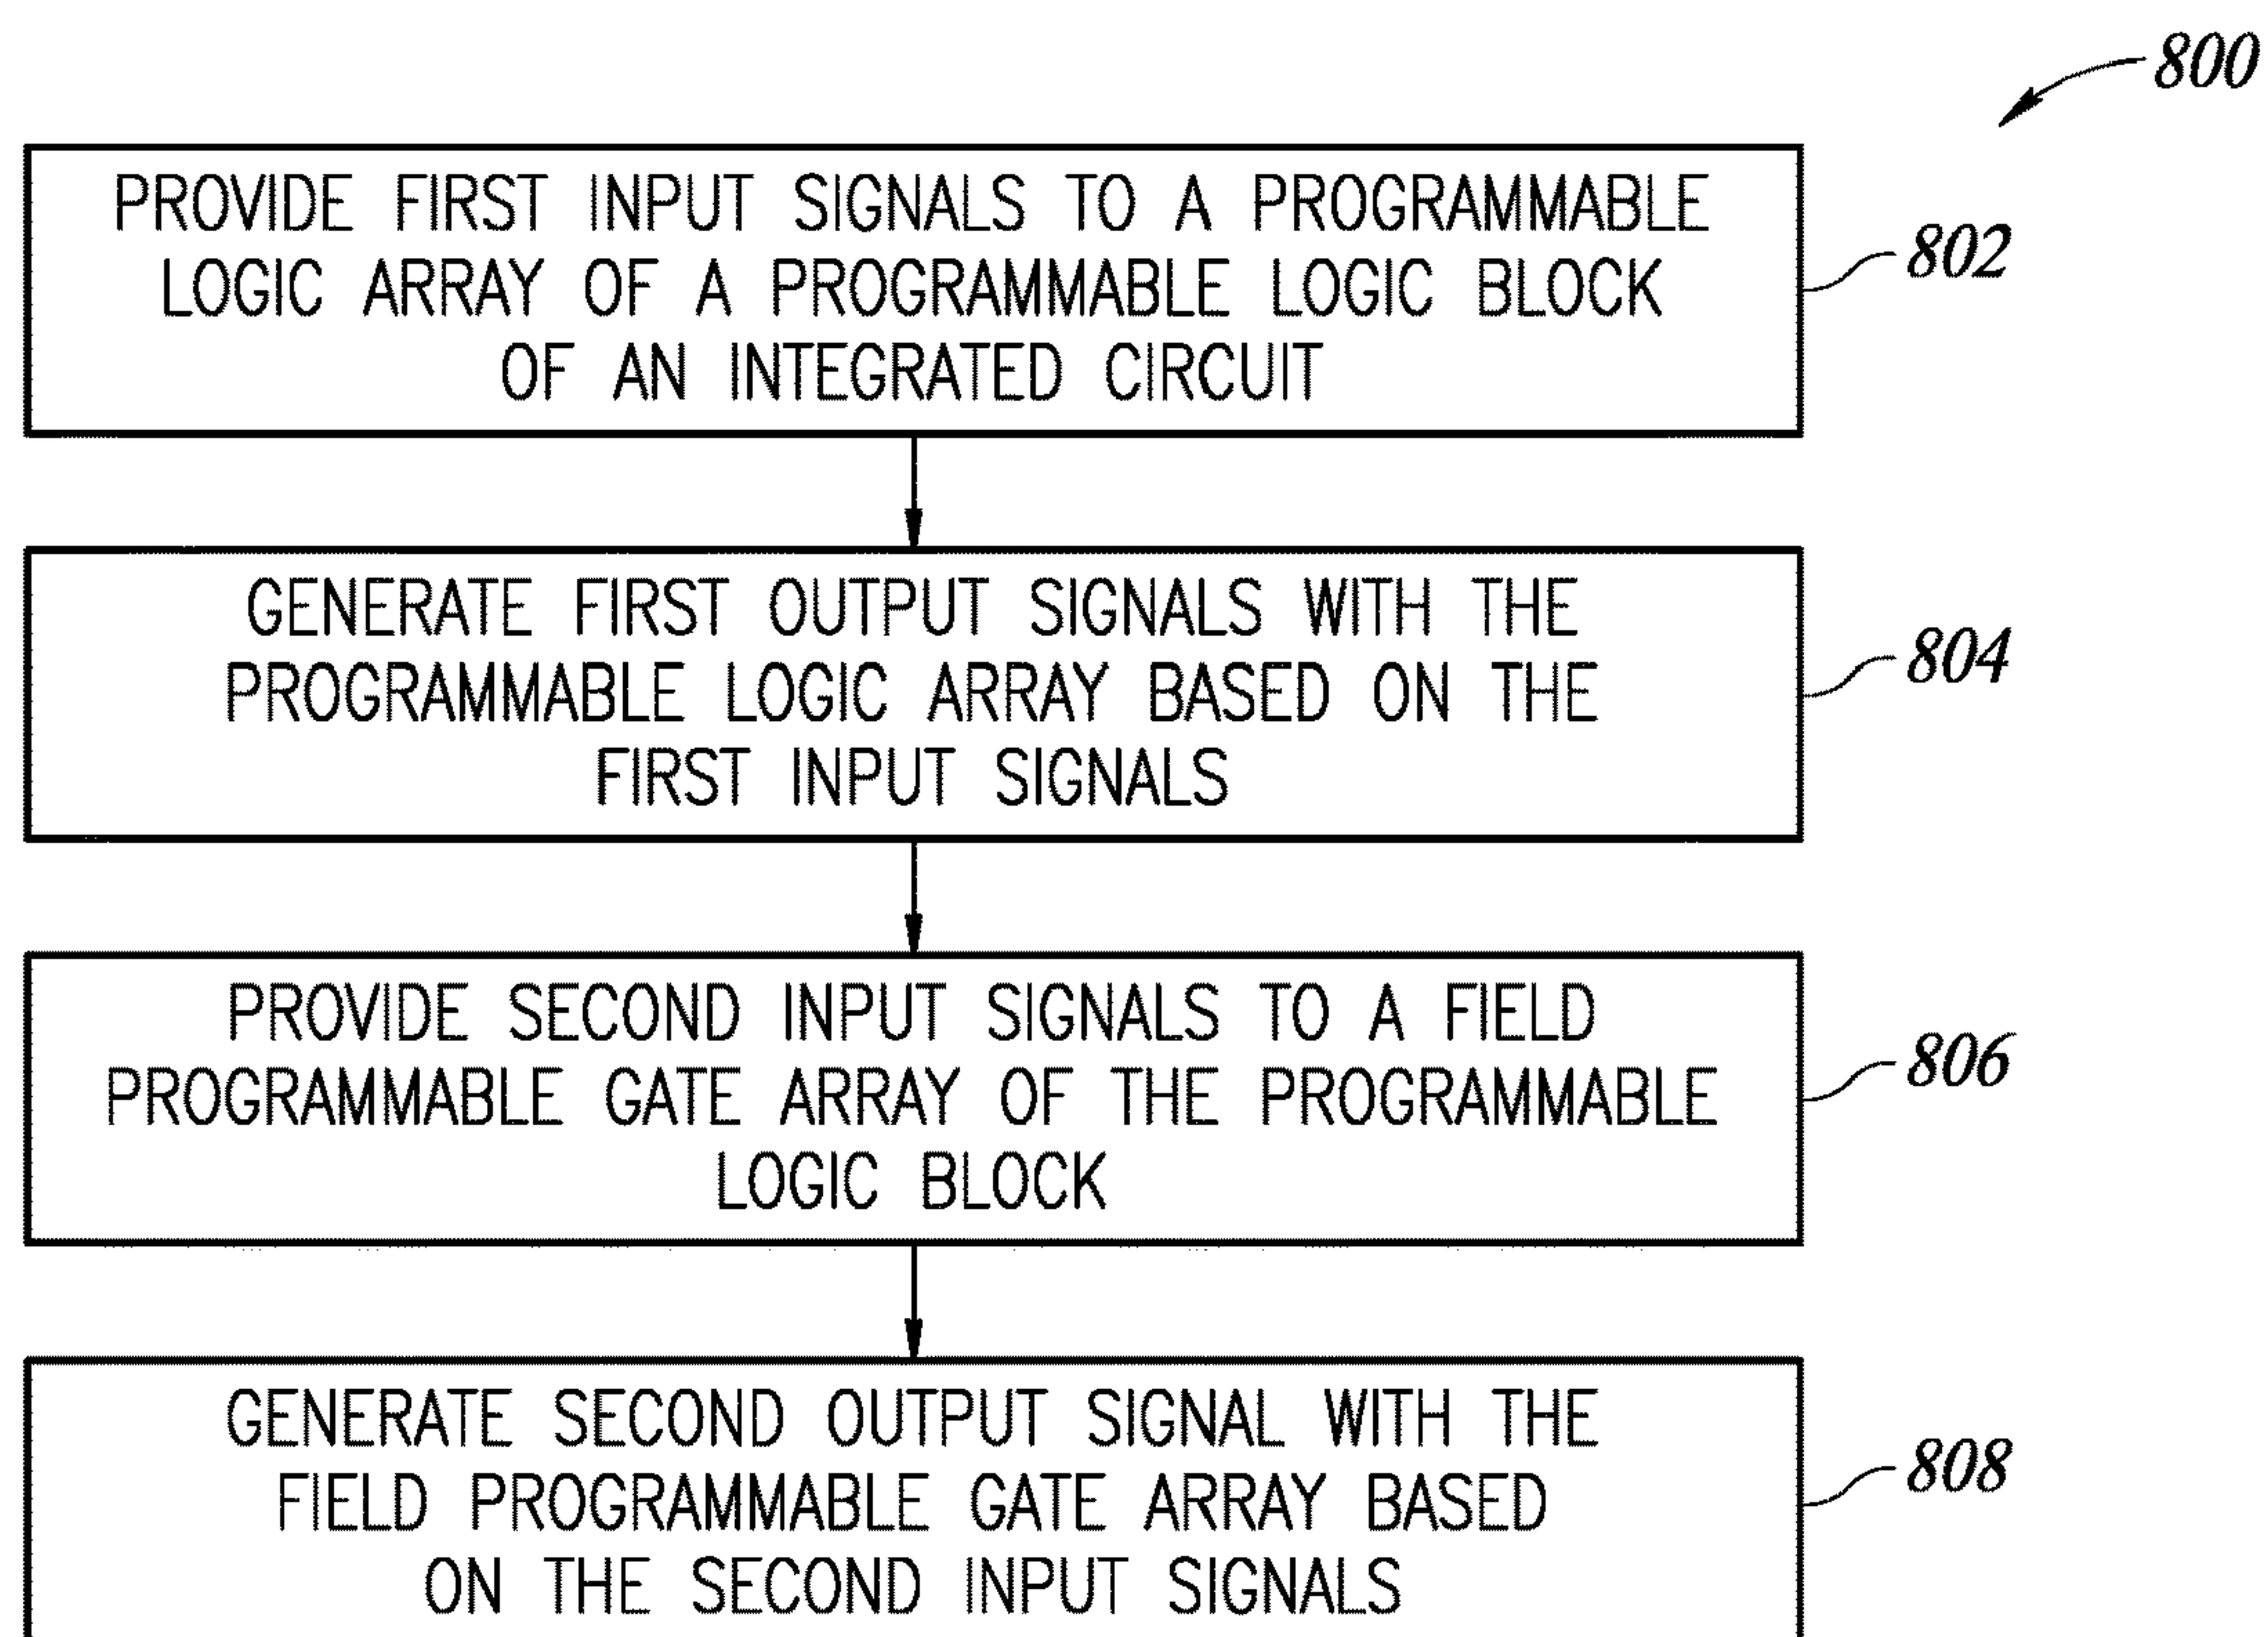 800
PROVIDE FIRST INPUT SIGNALS TO A PROGRAMMABLE
LOGIC ARRAY OF A PROGRAMMABLE LOGIC BLOCK
OF AN INTEGRATED CIRCUIT
802
GENERATE FIRST OUTPUT SIGNALS WITH THE
PROGRAMMABLE LOGIC ARRAY BASED ON THE
FIRST INPUT SIGNALS
804
PROVIDE SECOND INPUT SIGNALS TO A FIELD
PROGRAMMABLE GATE ARRAY OF THE PROGRAMMABLE
LOGIC BLOCK
806
GENERATE SECOND OUTPUT SIGNAL WITH THE
FIELD PROGRAMMABLE GATE ARRAY BASED
ON THE SECOND INPUT SIGNALS
808